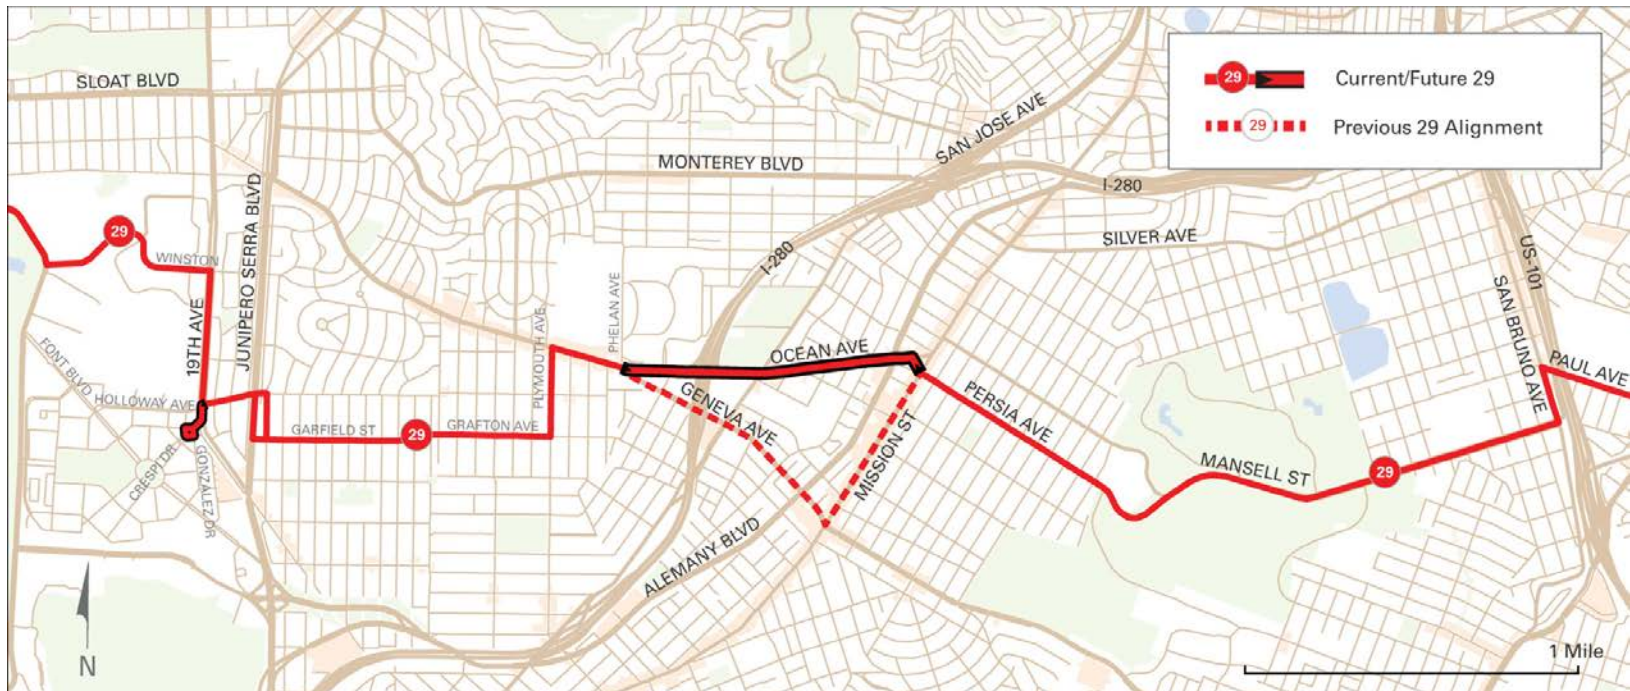 SLOAT BLVD
29
Current/Future 29
29
Previous 29 Alignment
SAN JOSE AVE
MONTEREY BLVD
I-280
JUNIPERO SERRA BLVD
29
WINSTON
19TH AVE
I-280
SILVER AVE
US-101
SAN BRUNO AVE
PHELAN AVE
PLYMOUTH AVE
OCEAN AVE
PAUL AVE
FONT BLVD
HOLLOWAY AVE
GENEVA AVE
PERSIA AVE
GARFIELD ST
29
GRAFTON AVE
MISSION ST
MANSELL ST
29
CRESPI DR
GONZALEZ DR
ALEMANY BLVD
N
1 Mile